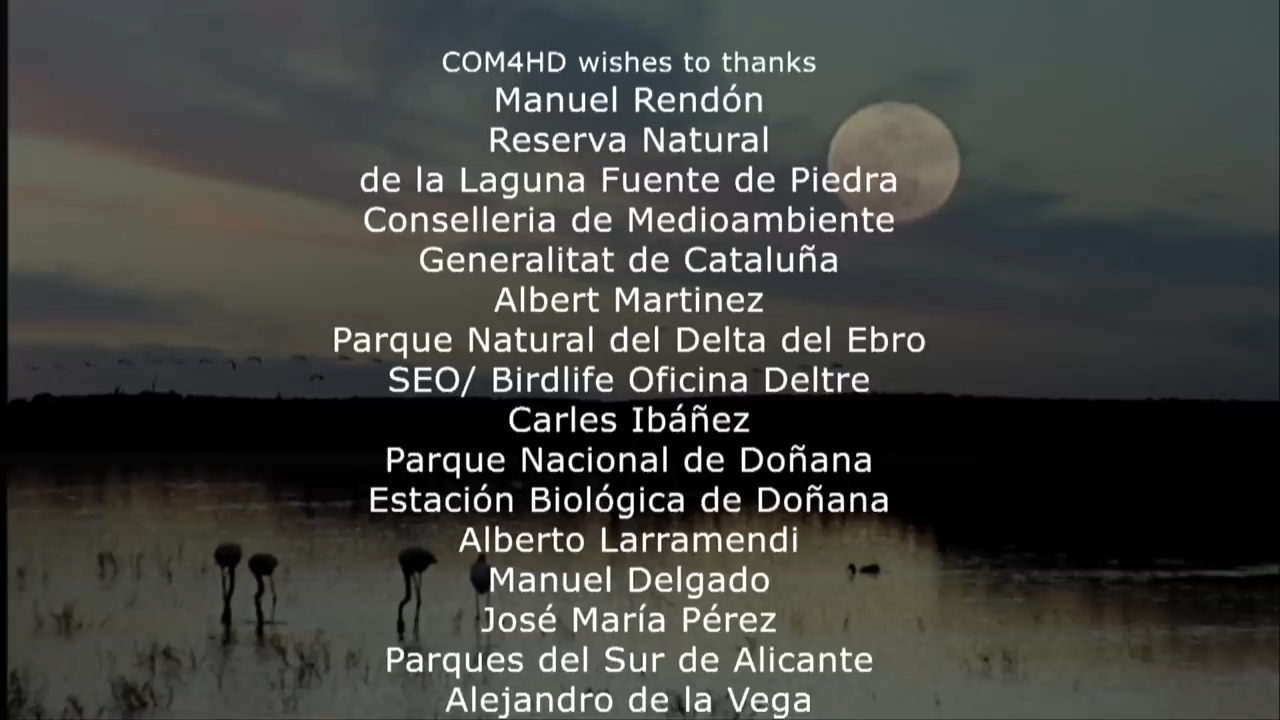 COM4HD wishes to thanks
Manuel Rendón
Reserva Natural
de la Laguna Fuente de Piedra
Conselleria de Medioambiente
Generalitat de Cataluña
Albert Martinez
Parque Natural del Delta del Ebro
SEO/ Birdlife Oficina Deltre
Carles Ibáñez
Parque Nacional de Doñana
Estación Biológica de Doñana
Alberto Larramendi
Manuel Delgado
José María Pérez
Parques del Sur de Alicante
Alejandro de la Vega